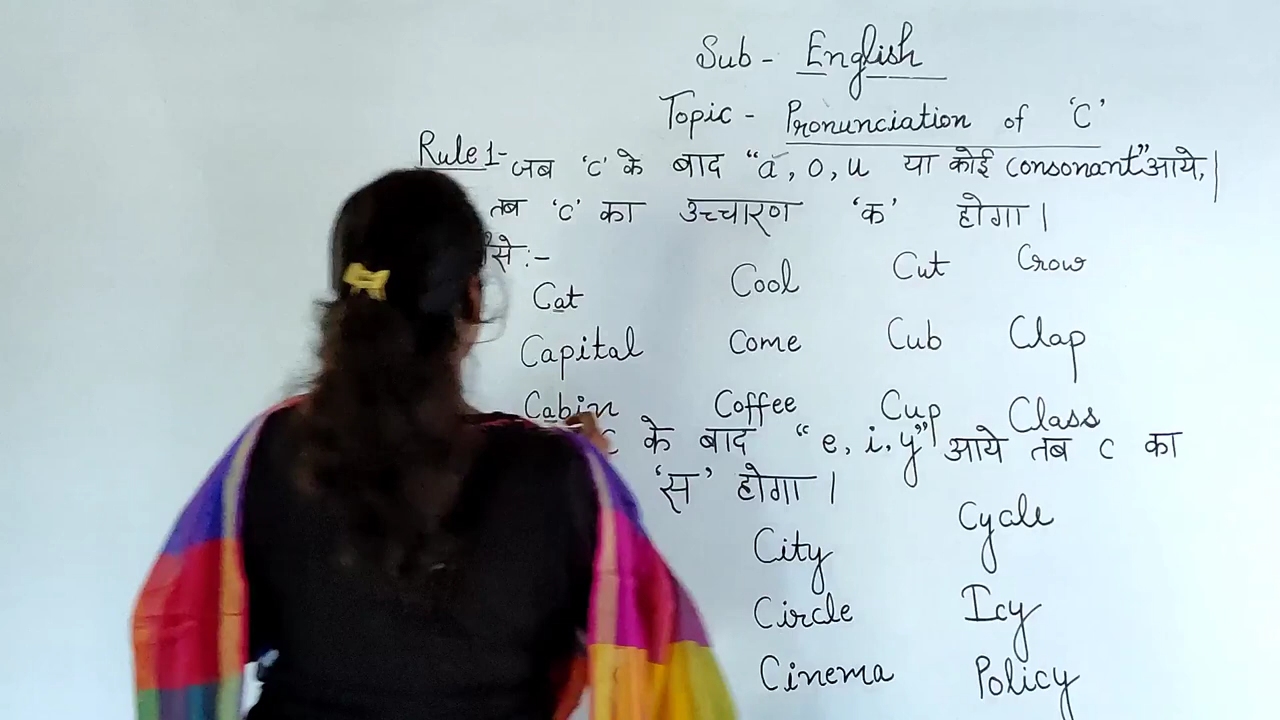 Sub - English
Topic - Pronunciation of 'C'
Rule 1- जब 'c' के बाद "a, o, u या कोई consonant" आये,
तब 'c' का उच्चारण 'क' होगा।
से :-
Cat Cool Cut Crow
Capital Come Cub Clap
Cabin Coffee Cup Class
c के बाद "e, i, y" आये तब c का
'स' होगा।
City Cycle
Circle Icy
Cinema Policy